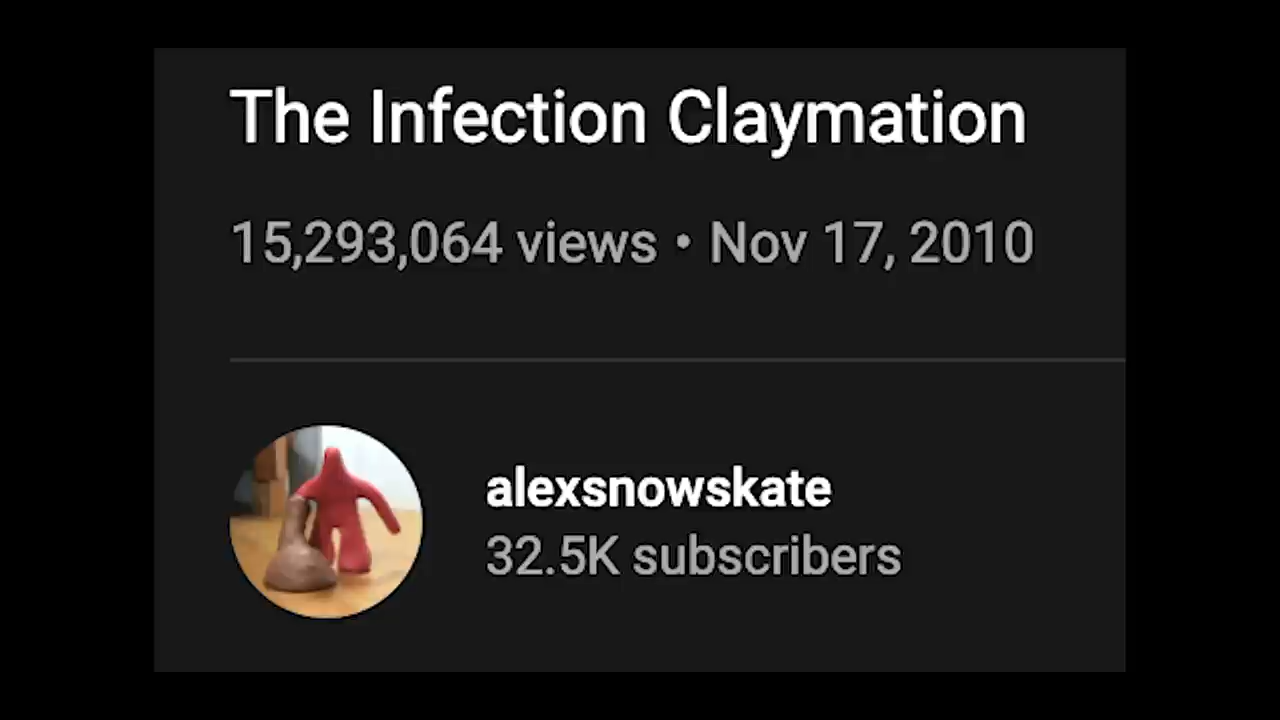 The Infection Claymation
15,293,064 views • Nov 17, 2010
alexsnowskate
32.5K subscribers